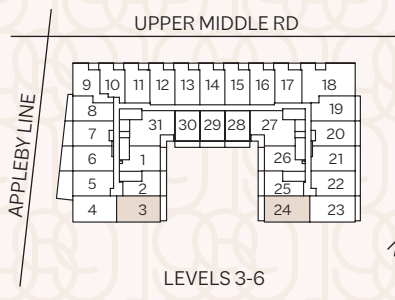 UPPER MIDDLE RD
APPLEBY LINE
9 10 11 12 13 14 15 16 17 18
8 19
31 30 29 28 27
7 20
6 1 26 21
5 2 25 22
4 3 24 23
LEVELS 3-6